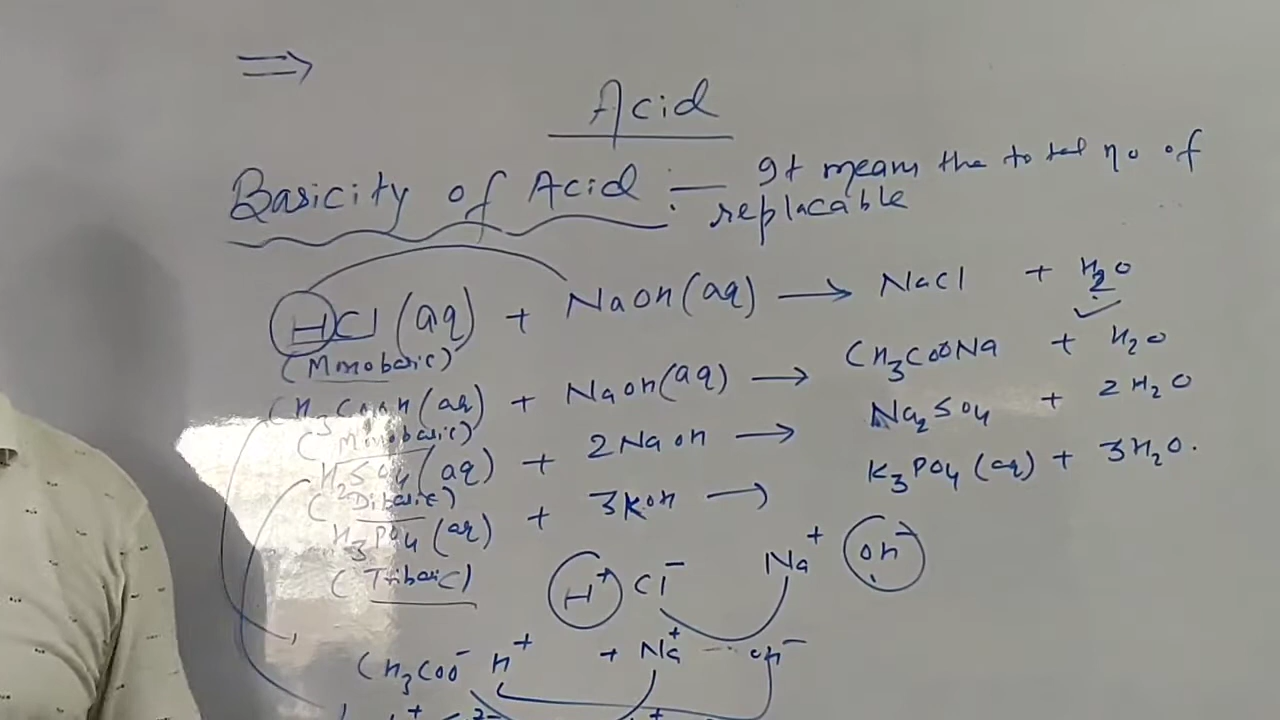 ⇒
Acid
Basicity of Acid :— It means the total no of
replacable
HCl (aq) + NaOH (aq) → NaCl + H2O
(Monobasic)
CH3COOH (aq) + NaOH (aq) → CH3COONa + H2O
(Monobasic)
H2SO4 (aq) + 2NaOH → Na2SO4 + 2H2O
(Dibasic)
H3PO4 (aq) + 3KOH → K3PO4 (aq) + 3H2O.
(Tribasic)
H+ Cl− Na+ OH−
CH3COO− H+ + Na+ OH−